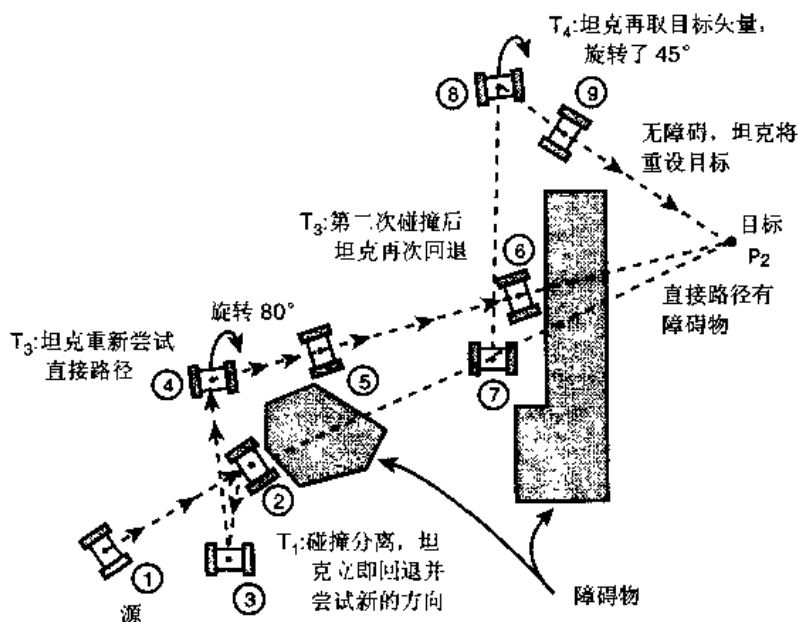 T₄:坦克再取目标矢量,
旋转了 45°
⑧
⑨
无障碍,坦克将
重设目标
T₃:第二次碰撞后
坦克再次回退
⑥
目标
P₂
直接路径有
障碍物
旋转 80°
T₃:坦克重新尝试
直接路径
④
⑤
⑦
②
①
③
源
T₁:碰撞分离,坦
克立即回退并
尝试新的方向
障碍物